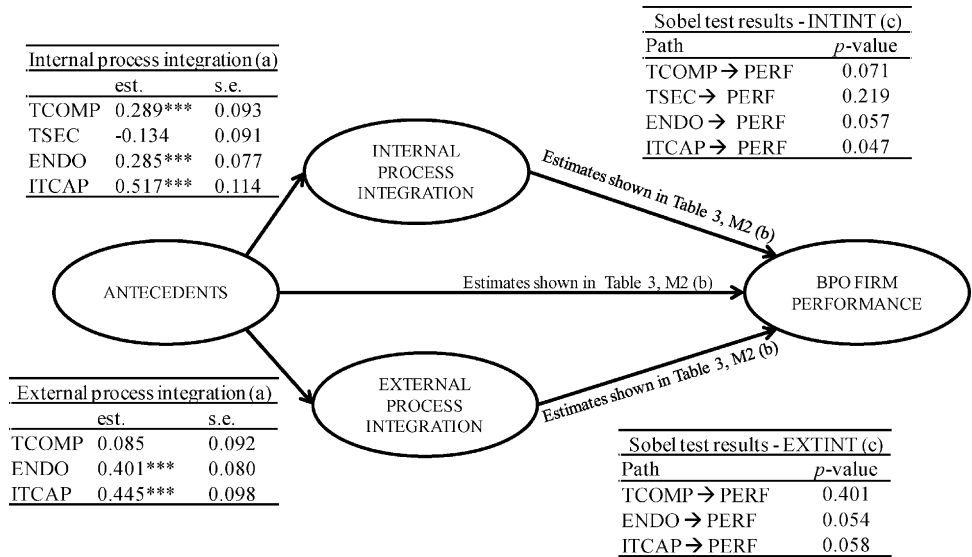 Internal process integration (a)
est. s.e.
TCOMP 0.289*** 0.093
TSEC -0.134 0.091
ENDO 0.285*** 0.077
ITCAP 0.517*** 0.114
Sobel test results - INTINT (c)
Path p-value
TCOMP → PERF 0.071
TSEC → PERF 0.219
ENDO → PERF 0.057
ITCAP → PERF 0.047
INTERNAL
PROCESS
INTEGRATION
Estimates shown in Table 3, M2 (b)
ANTECEDENTS
Estimates shown in Table 3, M2 (b)
BPO FIRM
PERFORMANCE
Estimates shown in Table 3, M2 (b)
EXTERNAL
PROCESS
INTEGRATION
External process integration (a)
est. s.e.
TCOMP 0.085 0.092
ENDO 0.401*** 0.080
ITCAP 0.445*** 0.098
Sobel test results - EXTINT (c)
Path p-value
TCOMP → PERF 0.401
ENDO → PERF 0.054
ITCAP → PERF 0.058